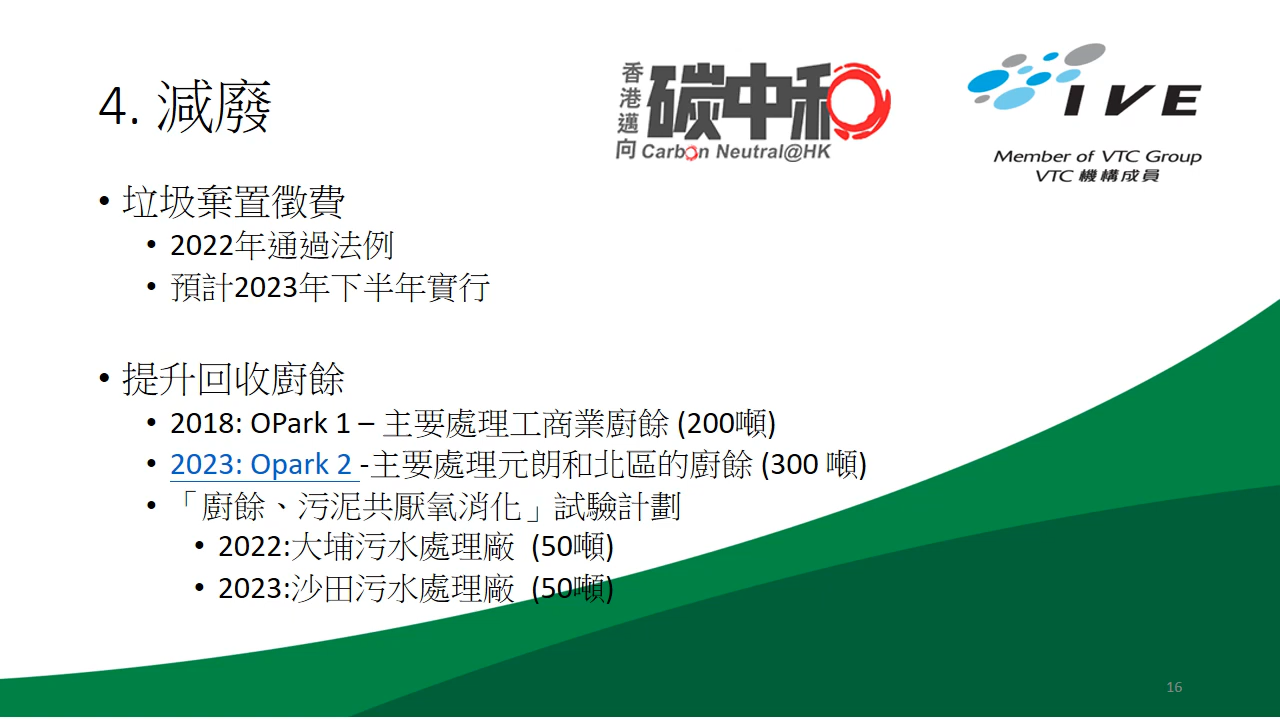 4. 減廢
香港邁向
碳中和
Carbon Neutral@HK
IVE
Member of VTC Group
VTC 機構成員
• 垃圾棄置徵費
• 2022年通過法例
• 預計2023年下半年實行
• 提升回收廚餘
• 2018: OPark 1 – 主要處理工商業廚餘 (200噸)
• 2023: Opark 2 -主要處理元朗和北區的廚餘 (300 噸)
• 「廚餘、污泥共厭氧消化」試驗計劃
• 2022:大埔污水處理廠 (50噸)
• 2023:沙田污水處理廠 (50噸)
16